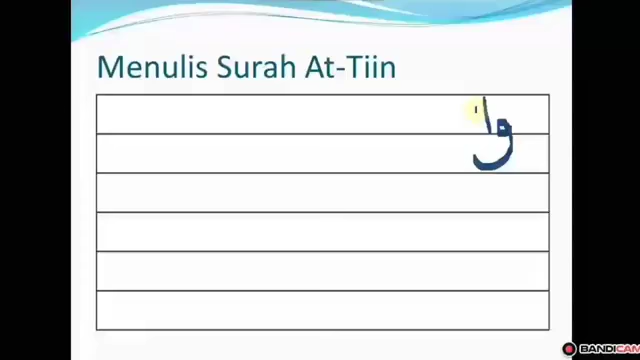 Menulis Surah At-Tiin
وا
BANDICAM